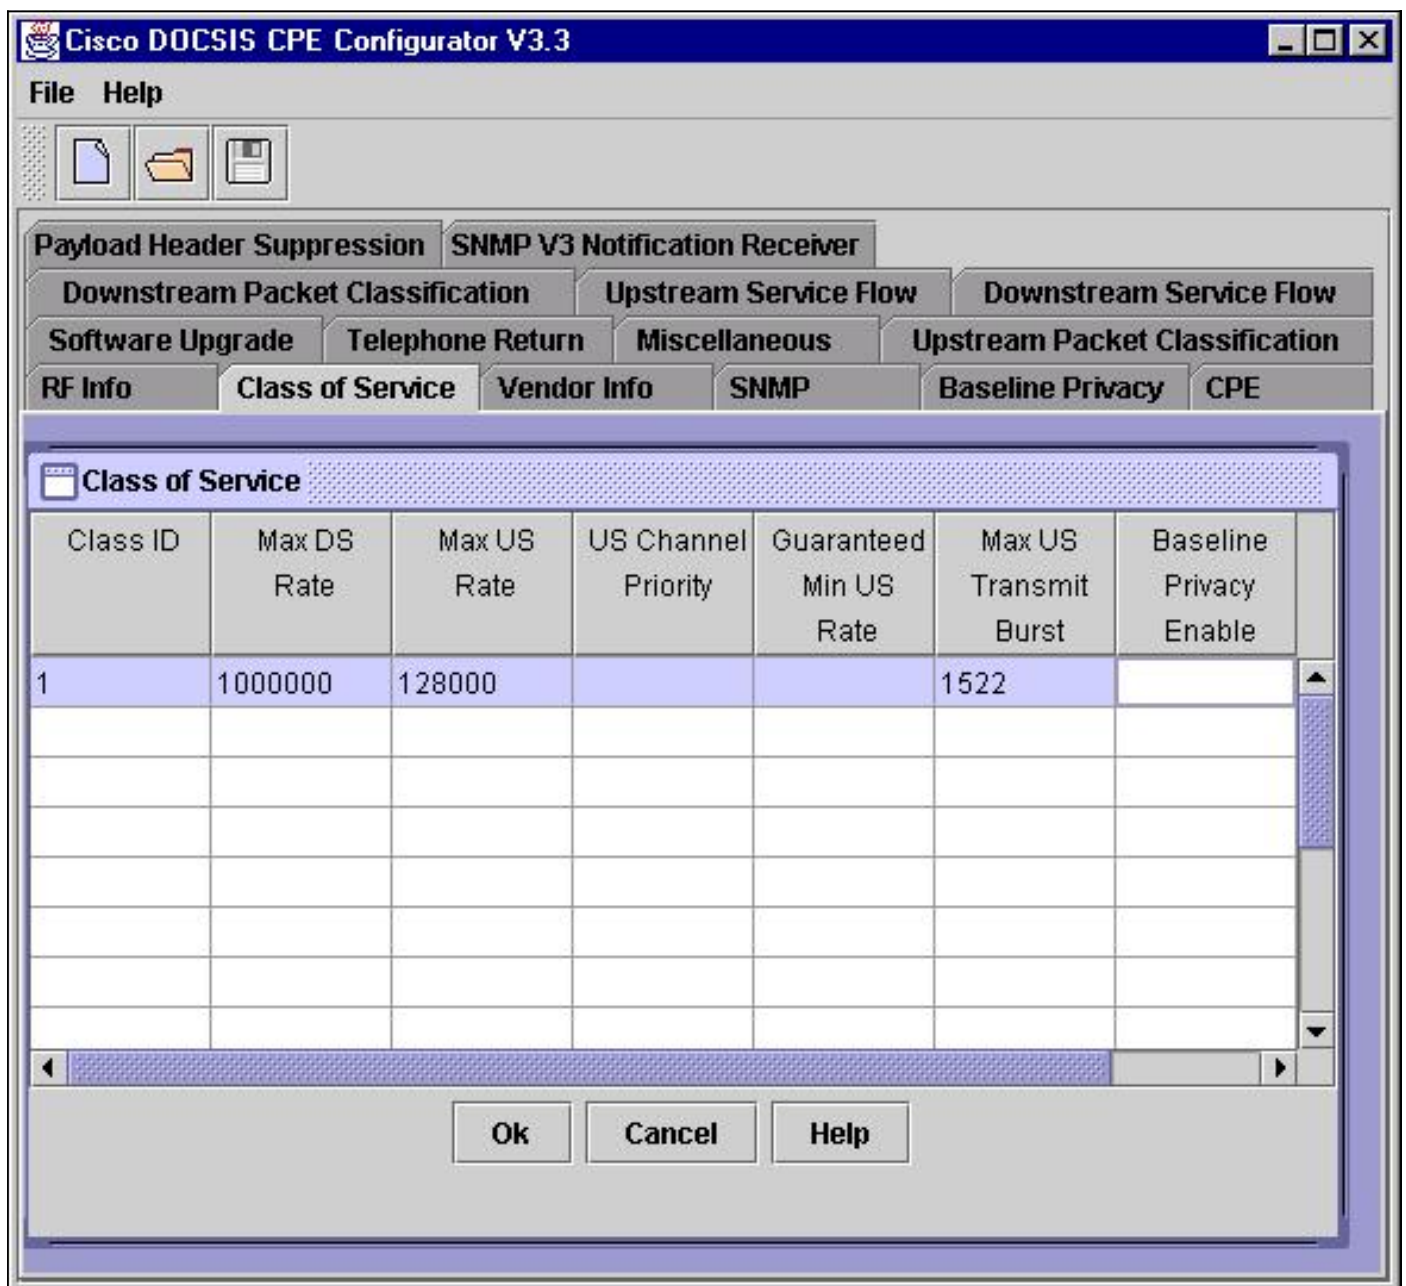 Cisco DOCSIS CPE Configurator V3.3
File Help
Payload Header Suppression SNMP V3 Notification Receiver
Downstream Packet Classification Upstream Service Flow Downstream Service Flow
Software Upgrade Telephone Return Miscellaneous Upstream Packet Classification
RF Info Class of Service Vendor Info SNMP Baseline Privacy CPE
Class of Service
Class ID Max DS US Channel Guaranteed Max US Baseline
Rate Max US Rate Priority Min US Transmit Privacy
Rate Burst Enable
1 1000000 128000 1522
Ok Cancel Help